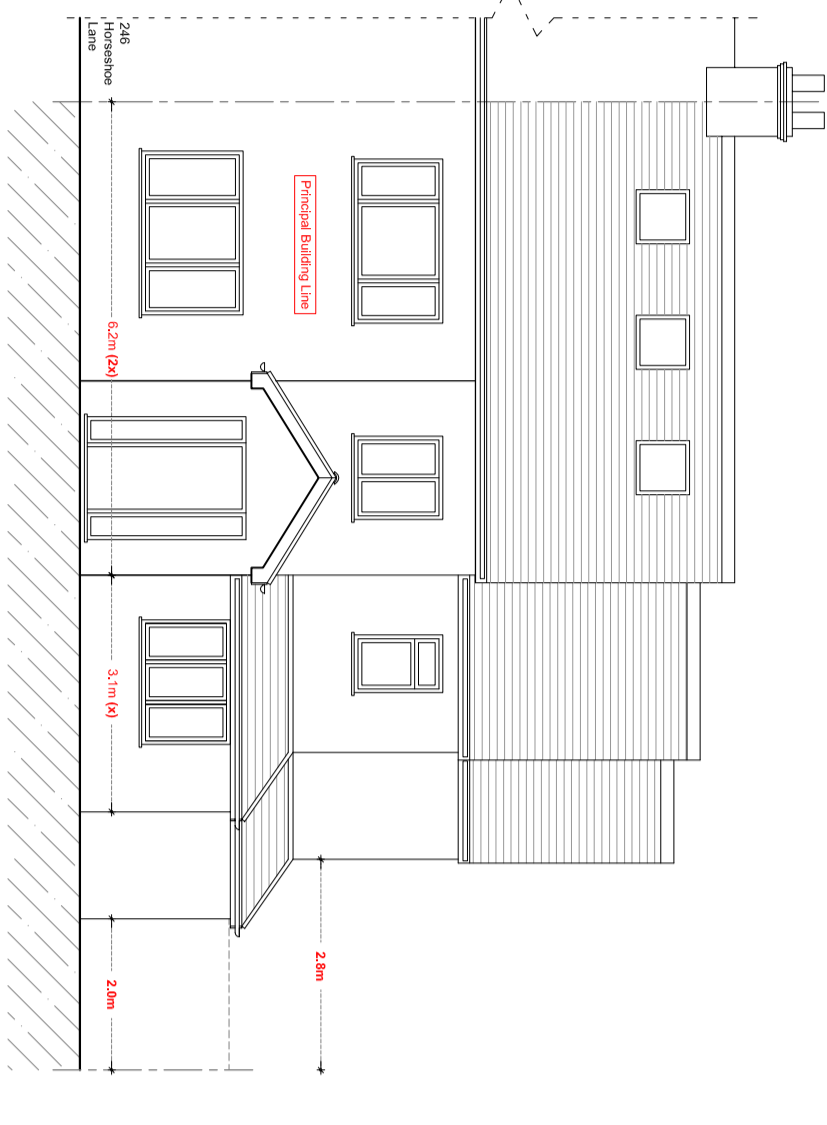 246
Horseshoe
Lane
Principal Building Line
6.2m (2x)
3.1m (x)
2.8m
2.0m